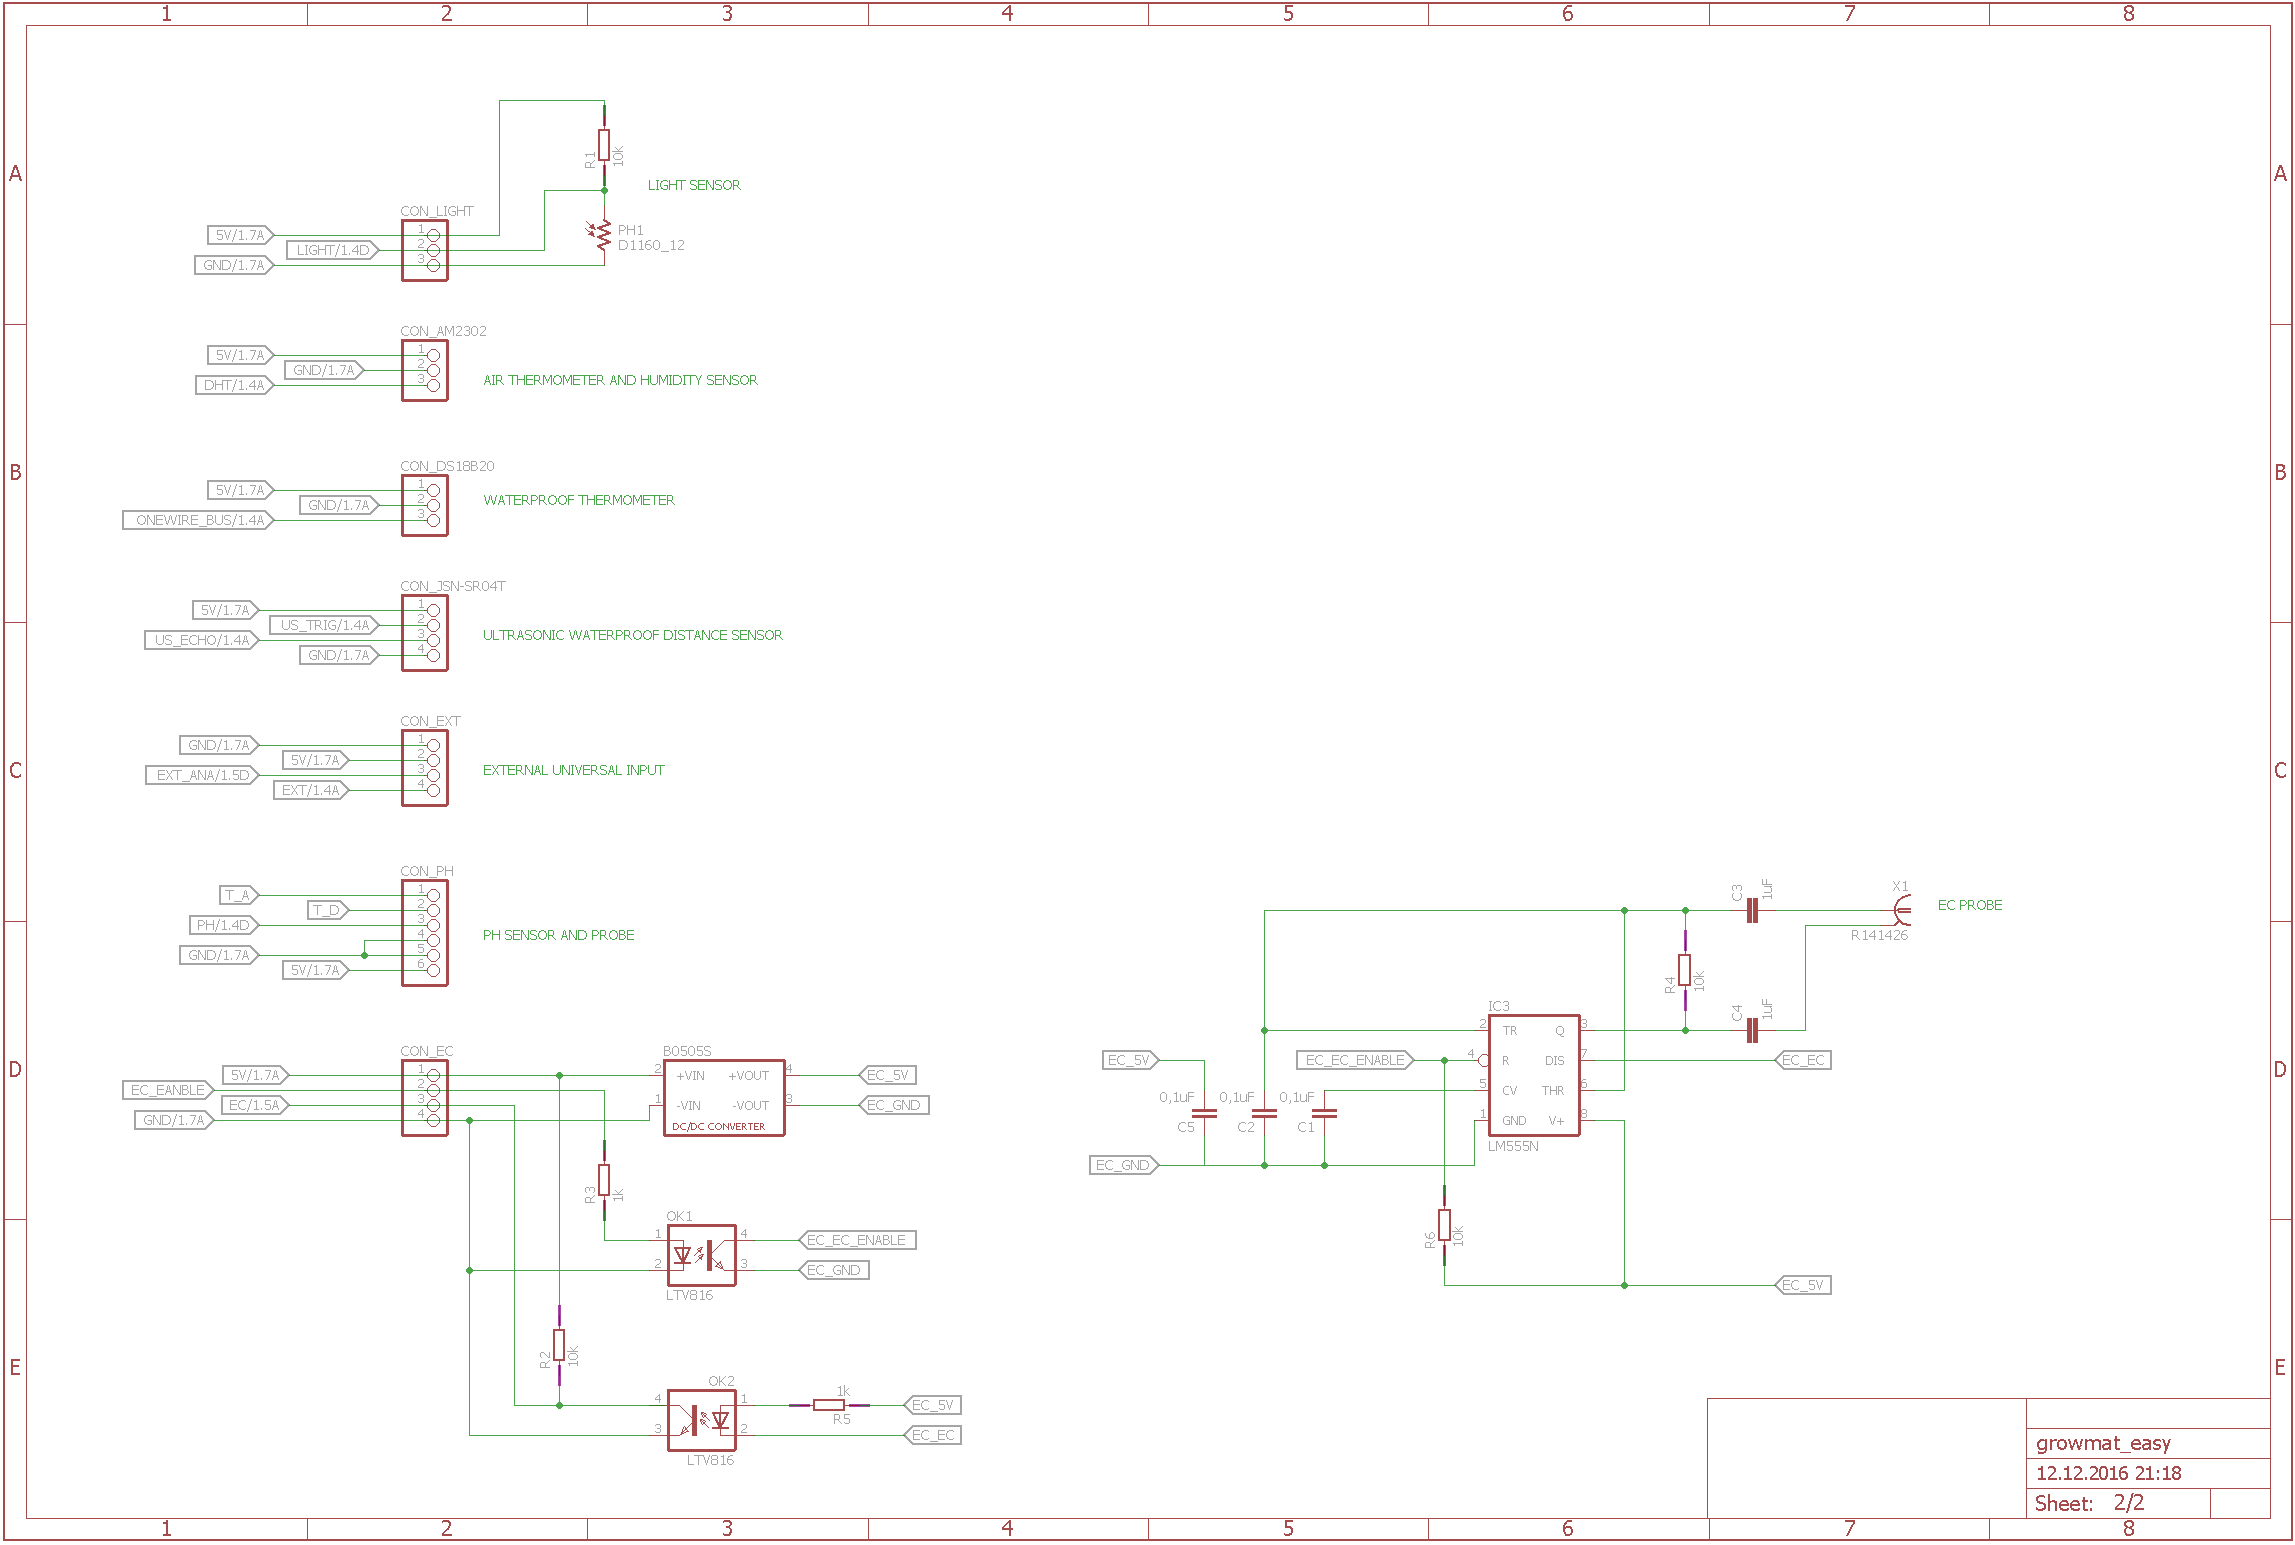 1 2 3 4 5 6 7 8
A
B
C
D
E
A
B
C
D
E
R1
10k
LIGHT SENSOR
CON_LIGHT
5V/1.7A
LIGHT/1.4D
GND/1.7A
1
2
3
PH1
D1160_12
CON_AM2302
5V/1.7A
GND/1.7A
DHT/1.4A
1
2
3
AIR THERMOMETER AND HUMIDITY SENSOR
CON_DS18B20
5V/1.7A
GND/1.7A
ONEWIRE_BUS/1.4A
1
2
3
WATERPROOF THERMOMETER
CON_JSN-SR04T
5V/1.7A
US_TRIG/1.4A
US_ECHO/1.4A
GND/1.7A
1
2
3
4
ULTRASONIC WATERPROOF DISTANCE SENSOR
CON_EXT
GND/1.7A
5V/1.7A
EXT_ANA/1.5D
EXT/1.4A
1
2
3
4
EXTERNAL UNIVERSAL INPUT
CON_PH
T_A
T_D
PH/1.4D
GND/1.7A
5V/1.7A
1
2
3
4
5
6
PH SENSOR AND PROBE
CON_EC
5V/1.7A
EC_EANBLE
EC/1.5A
GND/1.7A
1
2
3
4
B0505S
2 +VIN +VOUT 4
1 -VIN -VOUT 3
DC/DC CONVERTER
EC_5V
EC_GND
R3
1k
OK1
1 4
2 3
LTV816
EC_EC_ENABLE
EC_GND
R2
10k
OK2
4 1
3 2
LTV816
1k
R5
EC_5V
EC_EC
EC_5V
EC_GND
0,1uF
C5
0,1uF
C2
0,1uF
C1
EC_EC_ENABLE
IC3
2 TR Q 3
4 R DIS 7
5 CV THR 6
1 GND V+ 8
LM555N
R6
10k
R4
10k
C3
1uF
C4
1uF
X1
R141426
EC PROBE
EC_EC
EC_5V
growmat_easy
12.12.2016 21:18
Sheet: 2/2
1 2 3 4 5 6 7 8